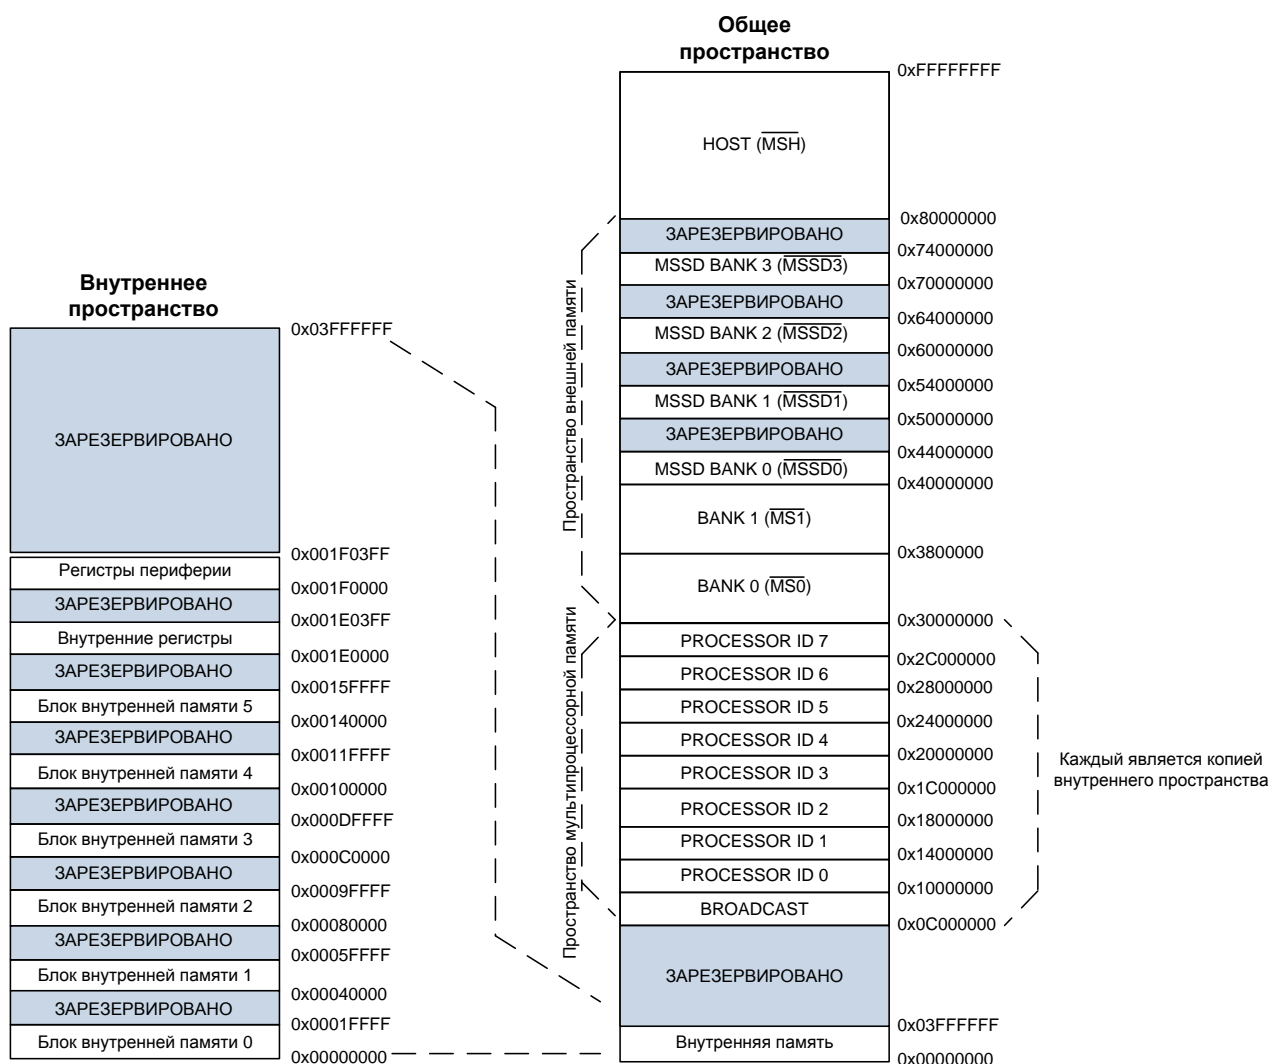 Общее
пространство
0xFFFFFFFF
HOST (MSH)
0x80000000
ЗАРЕЗЕРВИРОВАНО
0x74000000
MSSD BANK 3 (MSSD3)
0x70000000
ЗАРЕЗЕРВИРОВАНО
0x64000000
MSSD BANK 2 (MSSD2)
0x60000000
ЗАРЕЗЕРВИРОВАНО
0x54000000
MSSD BANK 1 (MSSD1)
0x50000000
ЗАРЕЗЕРВИРОВАНО
0x44000000
MSSD BANK 0 (MSSD0)
0x40000000
BANK 1 (MS1)
0x3800000
BANK 0 (MS0)
0x30000000
PROCESSOR ID 7
0x2C000000
PROCESSOR ID 6
0x28000000
PROCESSOR ID 5
0x24000000
PROCESSOR ID 4
0x20000000
PROCESSOR ID 3
0x1C000000
PROCESSOR ID 2
0x18000000
PROCESSOR ID 1
0x14000000
PROCESSOR ID 0
0x10000000
BROADCAST
0x0C000000
ЗАРЕЗЕРВИРОВАНО
0x03FFFFFF
Внутренняя память
0x00000000
Пространство внешней памяти
Пространство мультипроцессорной памяти
Каждый является копией
внутреннего пространства
Внутреннее
пространство
0x03FFFFFF
ЗАРЕЗЕРВИРОВАНО
0x001F03FF
Регистры периферии
0x001F0000
ЗАРЕЗЕРВИРОВАНО
0x001E03FF
Внутренние регистры
0x001E0000
ЗАРЕЗЕРВИРОВАНО
0x0015FFFF
Блок внутренней памяти 5
0x00140000
ЗАРЕЗЕРВИРОВАНО
0x0011FFFF
Блок внутренней памяти 4
0x00100000
ЗАРЕЗЕРВИРОВАНО
0x000DFFFF
Блок внутренней памяти 3
0x000C0000
ЗАРЕЗЕРВИРОВАНО
0x0009FFFF
Блок внутренней памяти 2
0x00080000
ЗАРЕЗЕРВИРОВАНО
0x0005FFFF
Блок внутренней памяти 1
0x00040000
ЗАРЕЗЕРВИРОВАНО
0x0001FFFF
Блок внутренней памяти 0
0x00000000